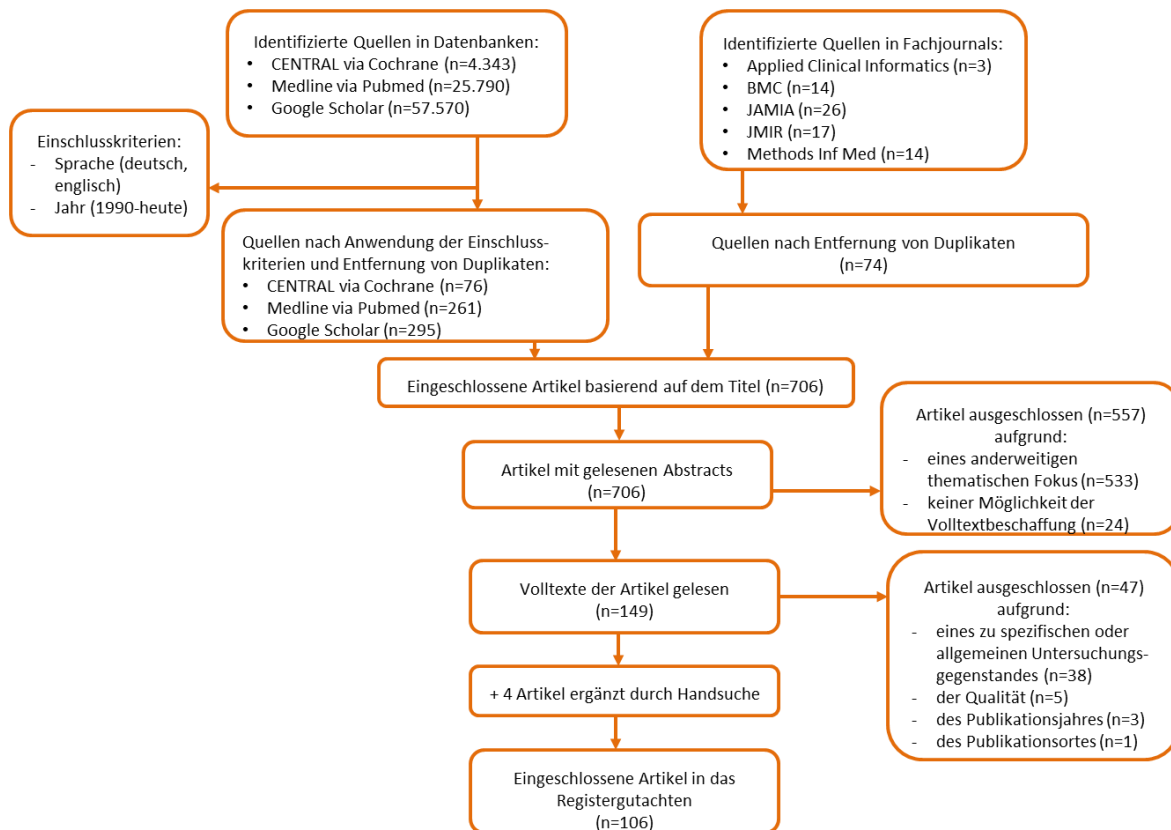 Identifizierte Quellen in Datenbanken:
• CENTRAL via Cochrane (n=4.343)
• Medline via Pubmed (n=25.790)
• Google Scholar (n=57.570)
Identifizierte Quellen in Fachjournals:
• Applied Clinical Informatics (n=3)
• BMC (n=14)
• JAMIA (n=26)
• JMIR (n=17)
• Methods Inf Med (n=14)
Einschlusskriterien:
- Sprache (deutsch,
englisch)
- Jahr (1990-heute)
Quellen nach Anwendung der Einschluss-
kriterien und Entfernung von Duplikaten:
• CENTRAL via Cochrane (n=76)
• Medline via Pubmed (n=261)
• Google Scholar (n=295)
Quellen nach Entfernung von Duplikaten
(n=74)
Eingeschlossene Artikel basierend auf dem Titel (n=706)
Artikel mit gelesenen Abstracts
(n=706)
Artikel ausgeschlossen (n=557)
aufgrund:
- eines anderweitigen
thematischen Fokus (n=533)
- keiner Möglichkeit der
Volltextbeschaffung (n=24)
Volltexte der Artikel gelesen
(n=149)
Artikel ausgeschlossen (n=47)
aufgrund:
- eines zu spezifischen oder
allgemeinen Untersuchungs-
gegenstandes (n=38)
- der Qualität (n=5)
- des Publikationsjahres (n=3)
- des Publikationsortes (n=1)
+ 4 Artikel ergänzt durch Handsuche
Eingeschlossene Artikel in das
Registergutachten
(n=106)